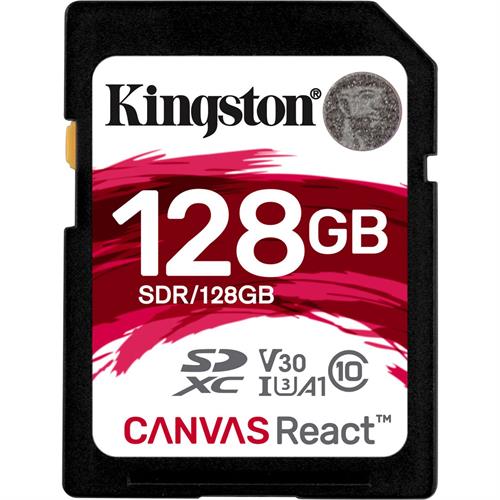 Kingston
128GB
SDR/128GB
SD XC V30 I U3 A1 10
CANVAS React™